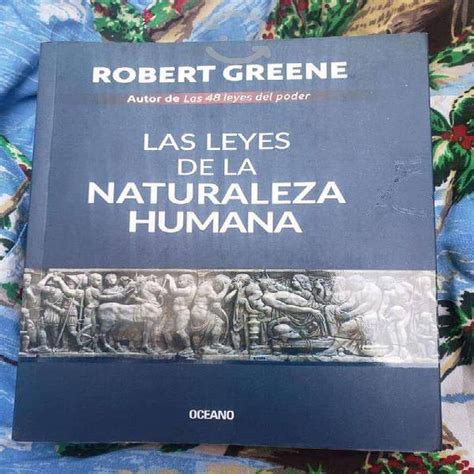 ROBERT GREENE
Autor de Las 48 leyes del poder
LAS LEYES
DE LA
NATURALEZA
HUMANA
OCEANO